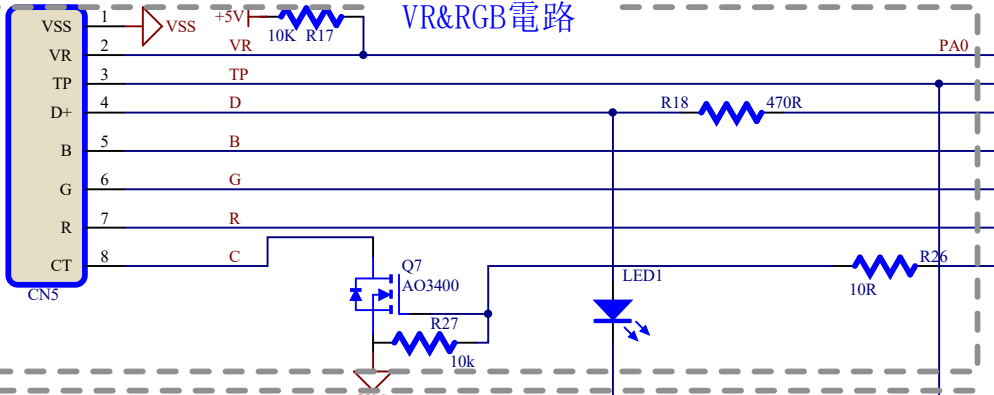 VR&RGB電路
VSS 1 VSS +5V 10K R17
VR 2 VR PA0
TP 3 TP
D+ 4 D R18 470R
B 5 B
G 6 G
R 7 R
CT 8 C R26
CN5
Q7
AO3400
LED1
10R
R27
10k